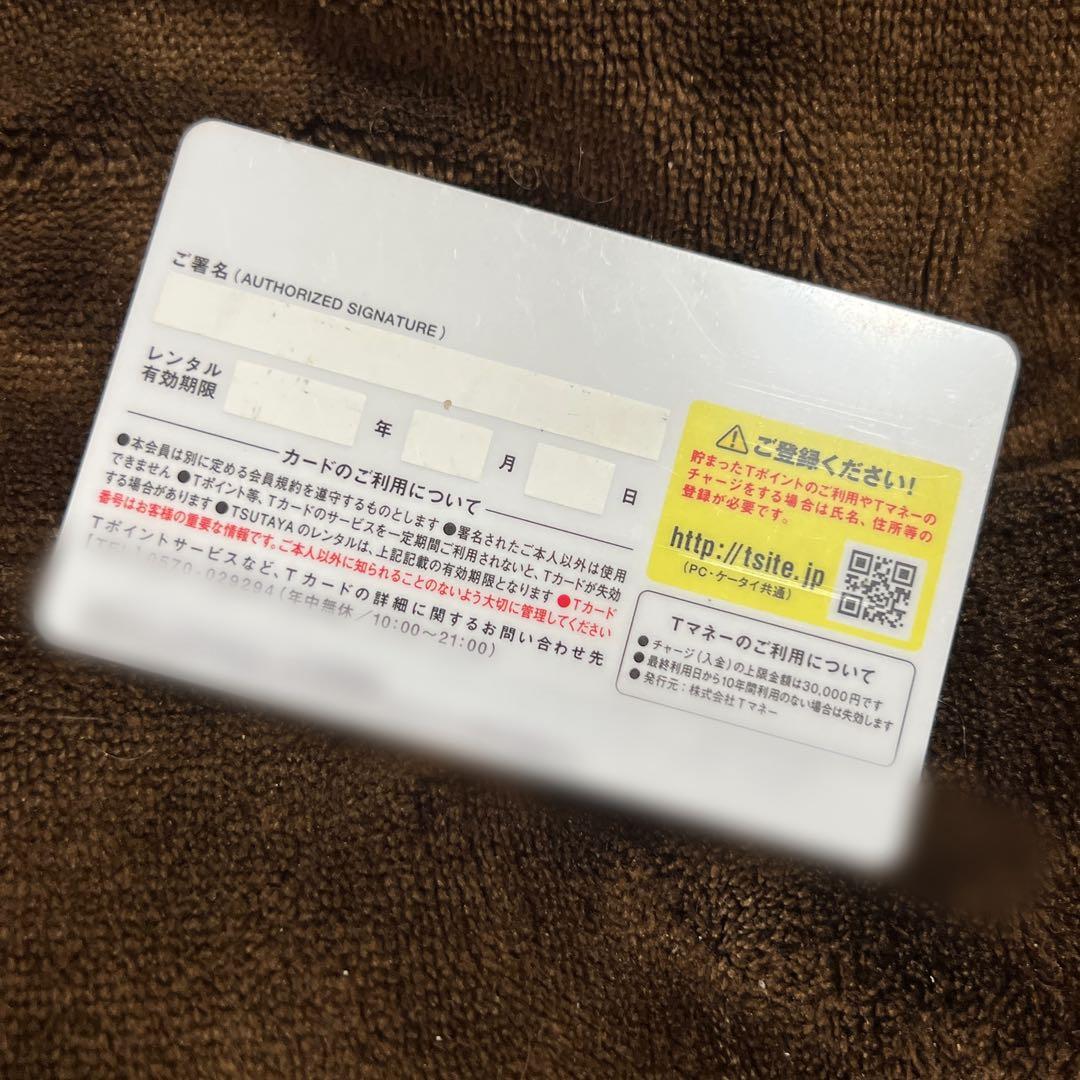 ご署名(AUTHORIZED SIGNATURE)
レンタル
有効期限
年 月 日
カードのご利用について
●本会員は別に定める会員規約を遵守するものとします ●署名されたご本人以外は使用
できません ●Tポイント等、Tカードのサービスを一定期間ご利用されないと、Tカードが失効
する場合があります ●TSUTAYAのレンタルは、上記記載の有効期限となります ●Tカード
番号はお客様の重要な情報です。ご本人以外に知られることのないよう大切に管理してください
Tポイントサービスなど、Tカードの詳細に関するお問い合わせ先
[TEL]0570-029294(年中無休/10:00〜21:00)
ご登録ください!
貯まったTポイントのご利用やTマネーの
チャージをする場合は氏名、住所等の
登録が必要です。
http://tsite.jp
(PC・ケータイ共通)
Tマネーのご利用について
●チャージ(入金)の上限金額は30,000円です
●最終利用日から10年間利用のない場合は失効します
●発行元:株式会社Tマネー